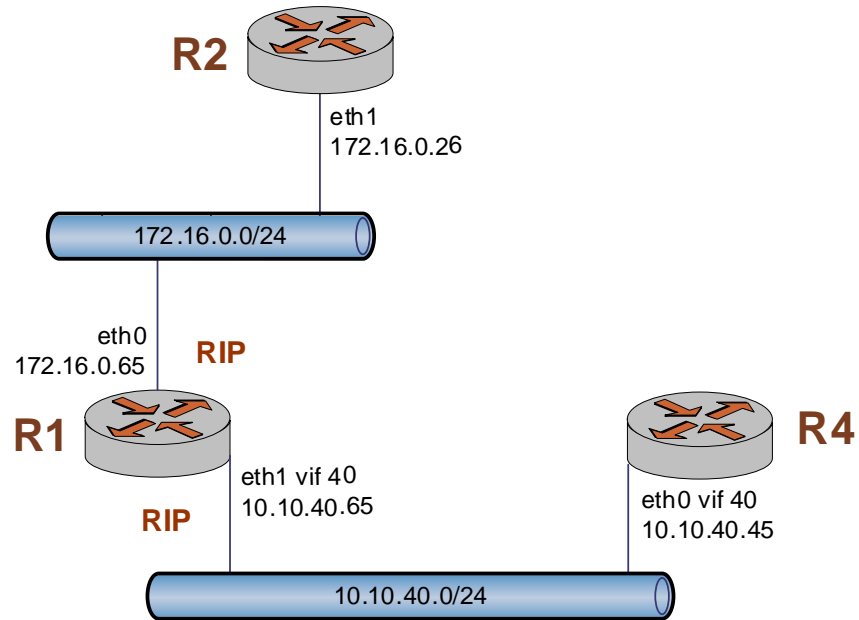 R2
eth1
172.16.0.26
172.16.0.0/24
eth0
172.16.0.65
RIP
R1
R4
eth1 vif 40
10.10.40.65
RIP
eth0 vif 40
10.10.40.45
10.10.40.0/24